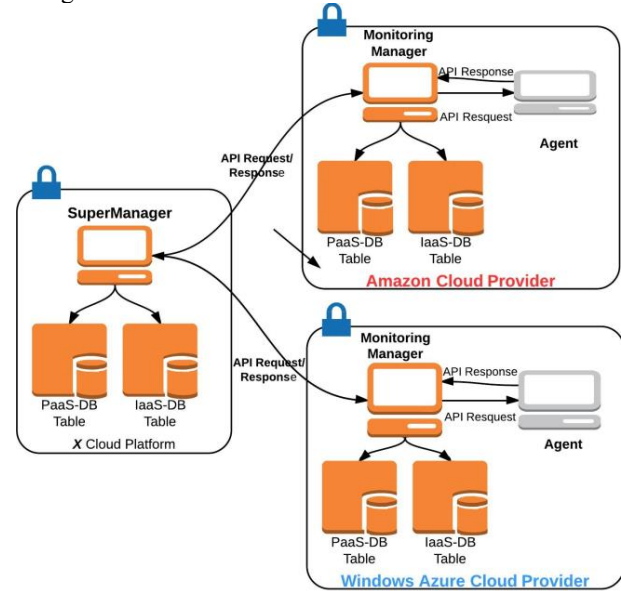 Monitoring
Manager
API Response
API Resquest
Agent
PaaS-DB
Table
IaaS-DB
Table
Amazon Cloud Provider
API Request/
Response
SuperManager
PaaS-DB
Table
IaaS-DB
Table
X Cloud Platform
API Request/
Response
Monitoring
Manager
API Response
API Resquest
Agent
PaaS-DB
Table
IaaS-DB
Table
Windows Azure Cloud Provider